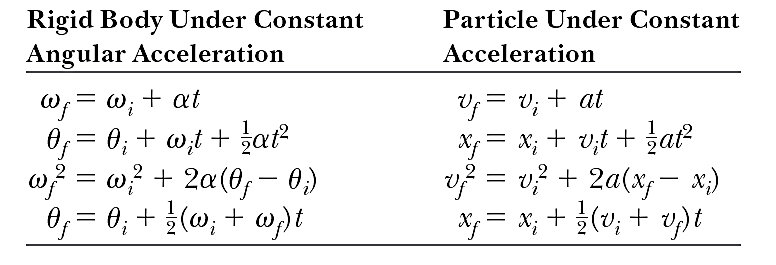 Rigid Body Under Constant Particle Under Constant
Angular Acceleration Acceleration
ω_f = ω_i + αt v_f = v_i + at
θ_f = θ_i + ω_i t + ½αt² x_f = x_i + v_i t + ½at²
ω_f² = ω_i² + 2α(θ_f − θ_i) v_f² = v_i² + 2a(x_f − x_i)
θ_f = θ_i + ½(ω_i + ω_f)t x_f = x_i + ½(v_i + v_f)t